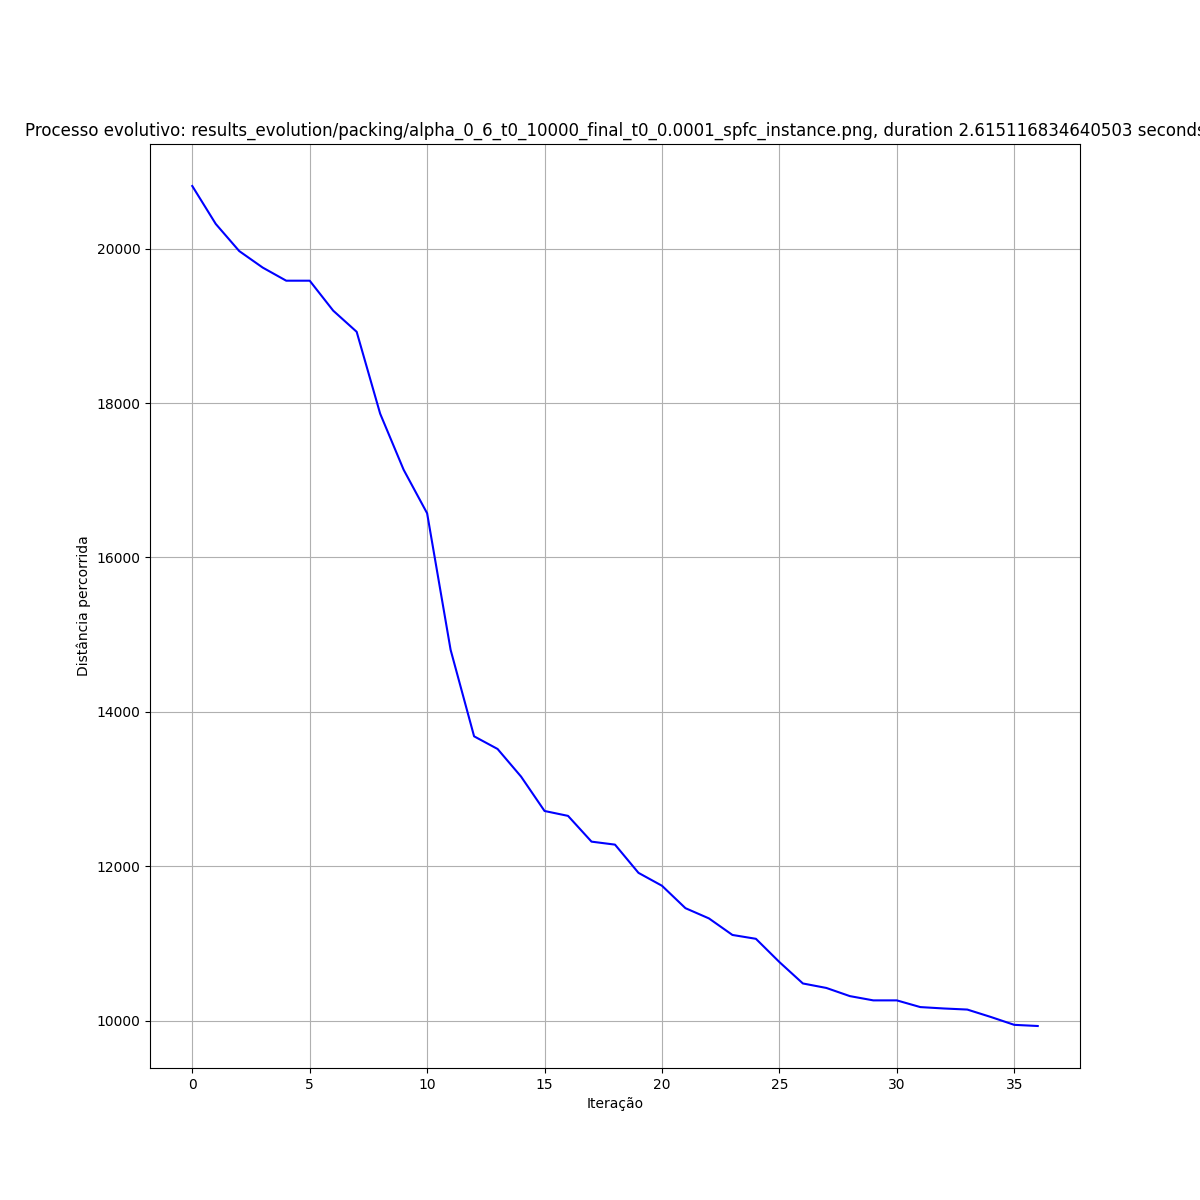 Processo evolutivo: results_evolution/packing/alpha_0_6_t0_10000_final_t0_0.0001_spfc_instance.png, duration 2.615116834640503 seconds
20000
18000
16000
14000
12000
10000
Distância percorrida
0 5 10 15 20 25 30 35
Iteração